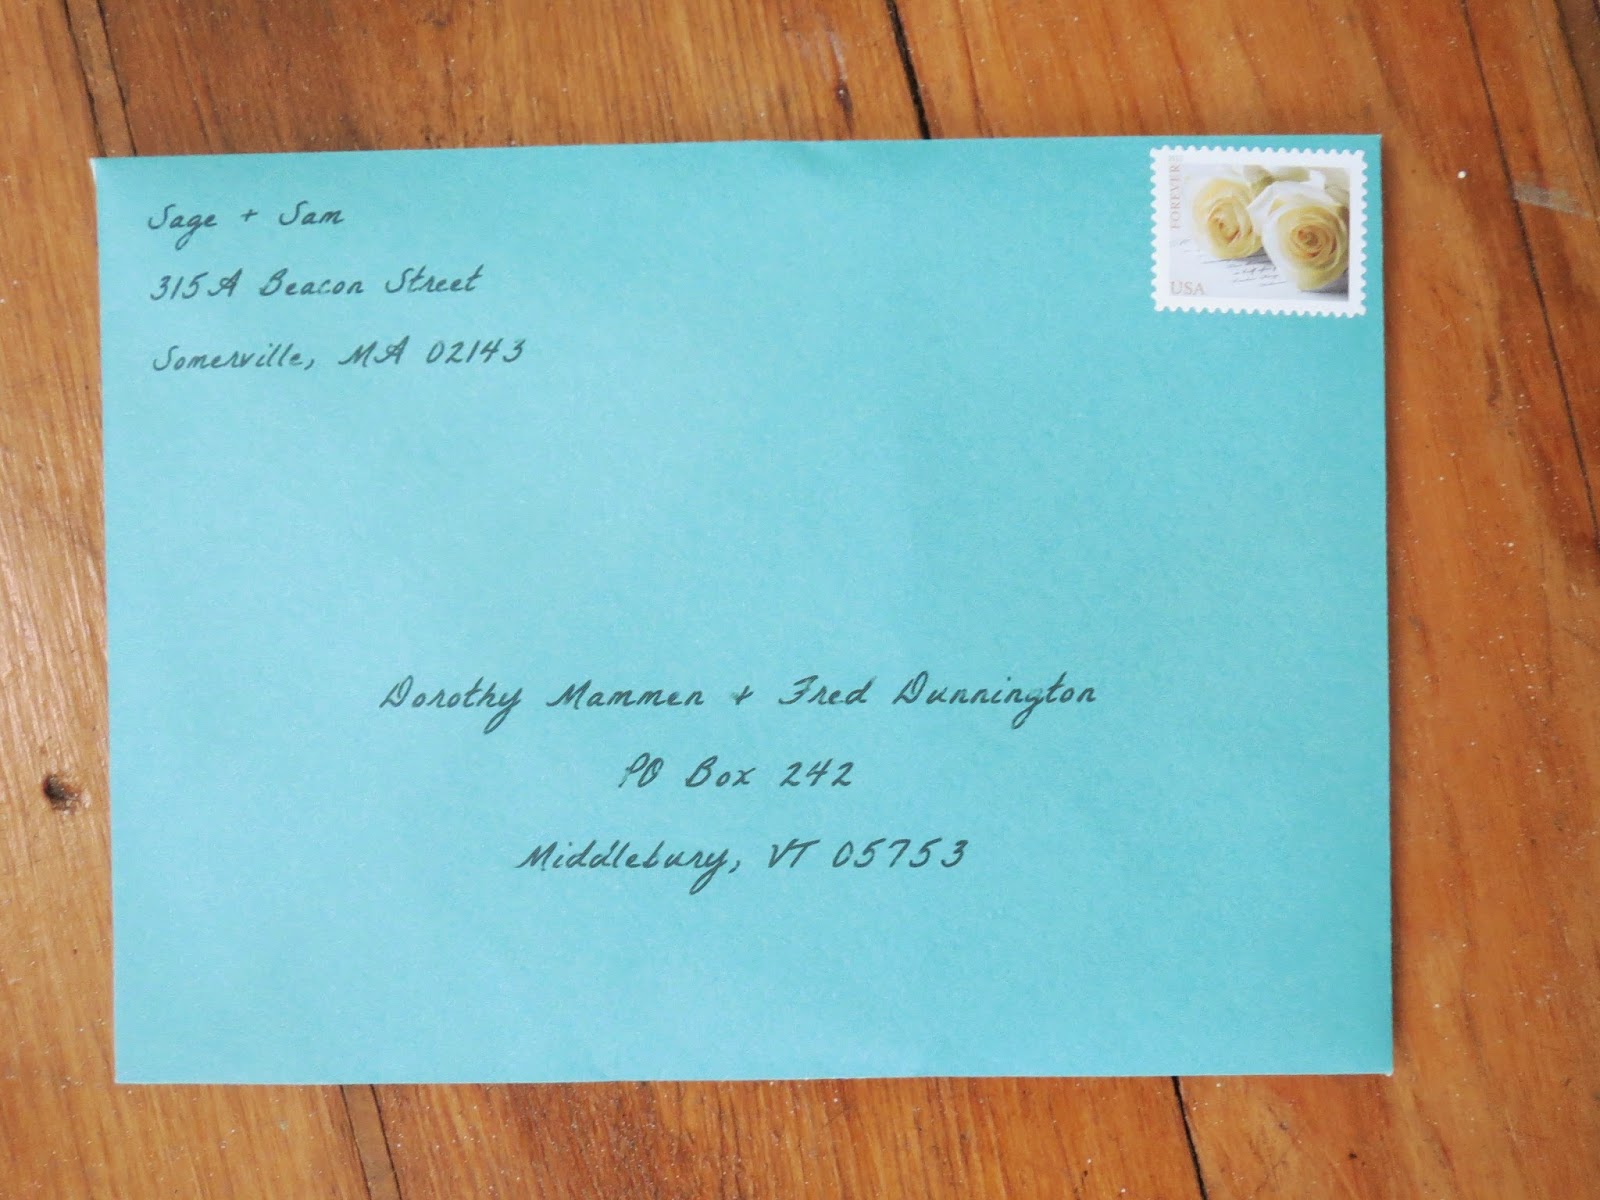 Sage + Sam
315A Beacon Street
Somerville, MA 02143
FOREVER
USA
Dorothy Mammen + Fred Dunnington
PO Box 242
Middlebury, VT 05753